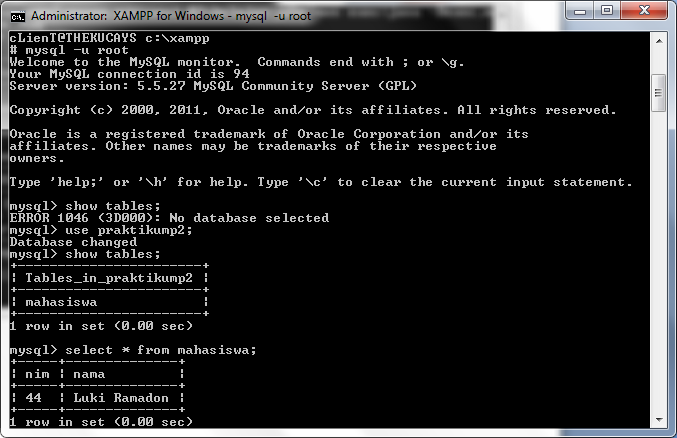 Administrator:  XAMPP for Windows - mysql  -u root
cLienT@THEKUCAYS c:\xampp
# mysql -u root
Welcome to the MySQL monitor.  Commands end with ; or \g.
Your MySQL connection id is 94
Server version: 5.5.27 MySQL Community Server (GPL)

Copyright (c) 2000, 2011, Oracle and/or its affiliates. All rights reserved.

Oracle is a registered trademark of Oracle Corporation and/or its
affiliates. Other names may be trademarks of their respective
owners.

Type 'help;' or '\h' for help. Type '\c' to clear the current input statement.

mysql> show tables;
ERROR 1046 (3D000): No database selected
mysql> use praktikump2;
Database changed
mysql> show tables;
+-----------------------+
| Tables_in_praktikump2 |
+-----------------------+
| mahasiswa             |
+-----------------------+
1 row in set (0.00 sec)

mysql> select * from mahasiswa;
+-----+--------------+
| nim | nama         |
+-----+--------------+
| 44  | Luki Ramadon |
+-----+--------------+
1 row in set (0.00 sec)